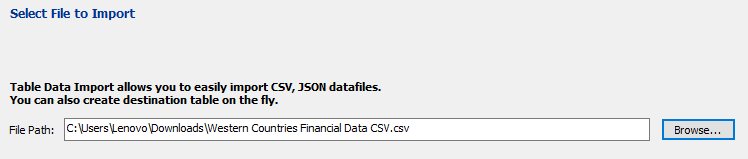 Select File to Import
Table Data Import allows you to easily import CSV, JSON datafiles.
You can also create destination table on the fly.
File Path: C:\Users\Lenovo\Downloads\Western Countries Financial Data CSV.csv Browse...